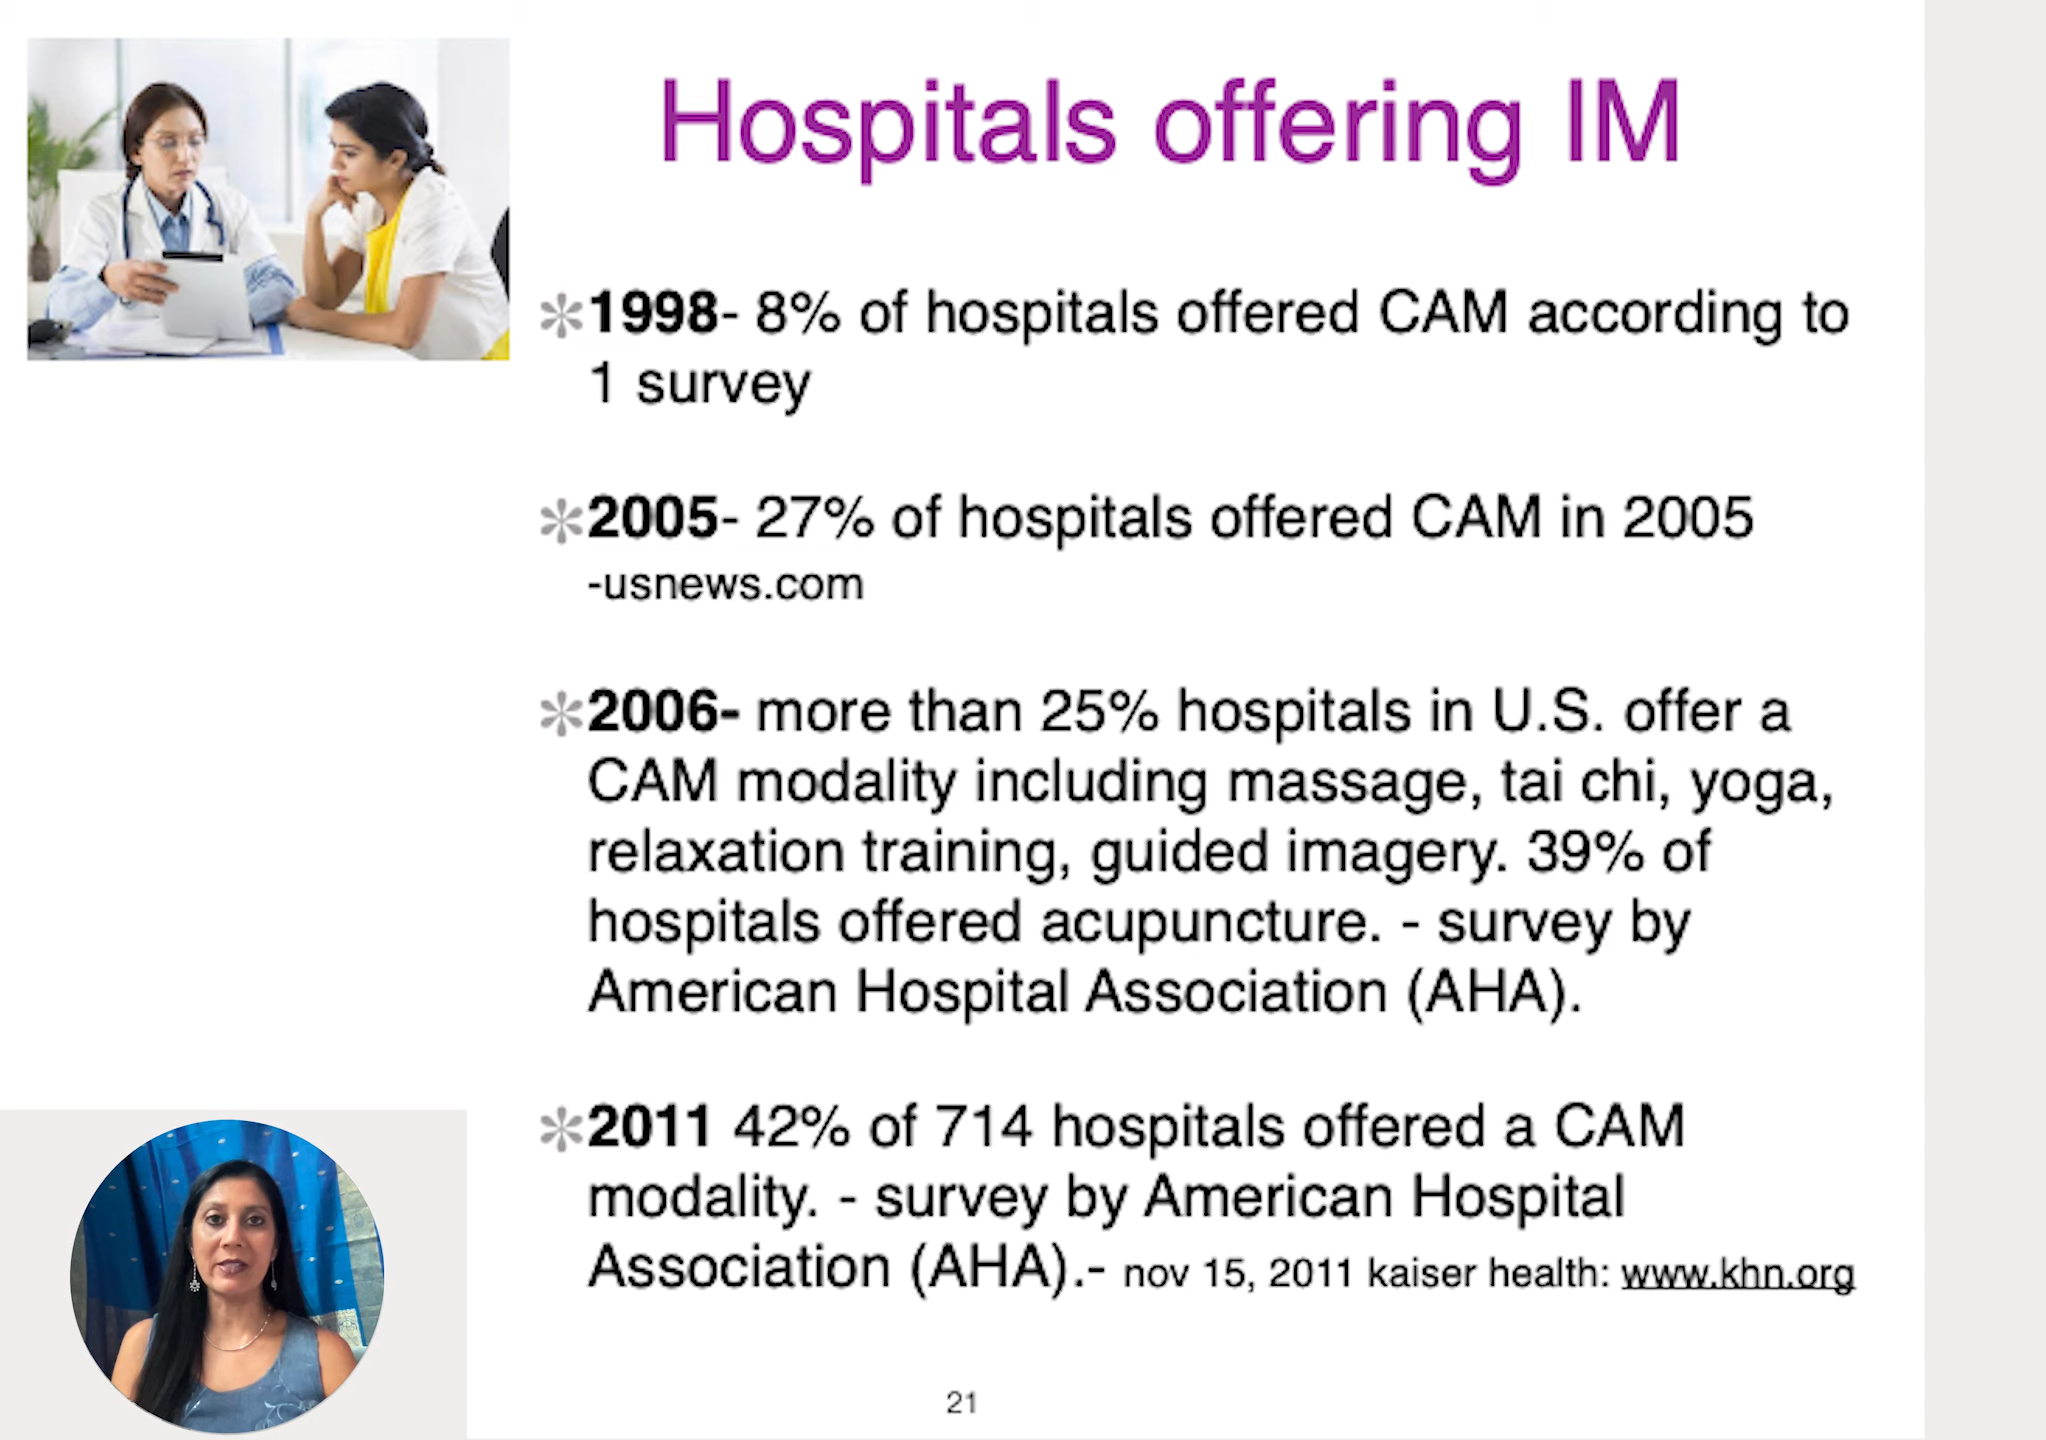 Hospitals offering IM
✻1998- 8% of hospitals offered CAM according to
1 survey
✻2005- 27% of hospitals offered CAM in 2005
-usnews.com
✻2006- more than 25% hospitals in U.S. offer a
CAM modality including massage, tai chi, yoga,
relaxation training, guided imagery. 39% of
hospitals offered acupuncture. - survey by
American Hospital Association (AHA).
✻2011 42% of 714 hospitals offered a CAM
modality. - survey by American Hospital
Association (AHA).- nov 15, 2011 kaiser health: www.khn.org
21